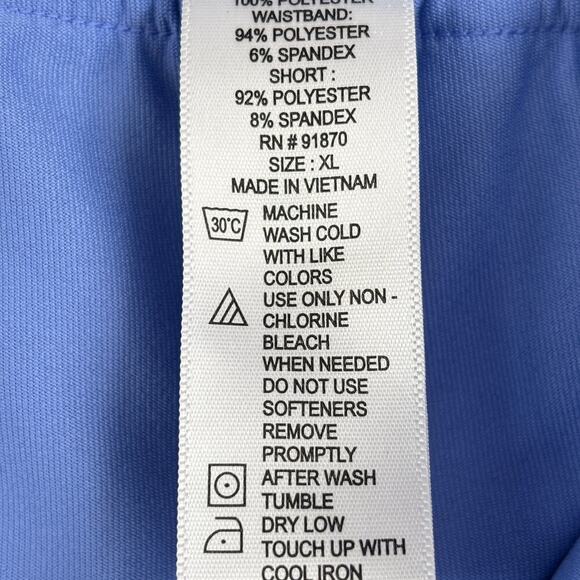 100% POLYESTER
WAISTBAND:
94% POLYESTER
6% SPANDEX
SHORT :
92% POLYESTER
8% SPANDEX
RN # 91870
SIZE : XL
MADE IN VIETNAM
30°C MACHINE
WASH COLD
WITH LIKE
COLORS
USE ONLY NON -
CHLORINE
BLEACH
WHEN NEEDED
DO NOT USE
SOFTENERS
REMOVE
PROMPTLY
AFTER WASH
TUMBLE
DRY LOW
TOUCH UP WITH
COOL IRON